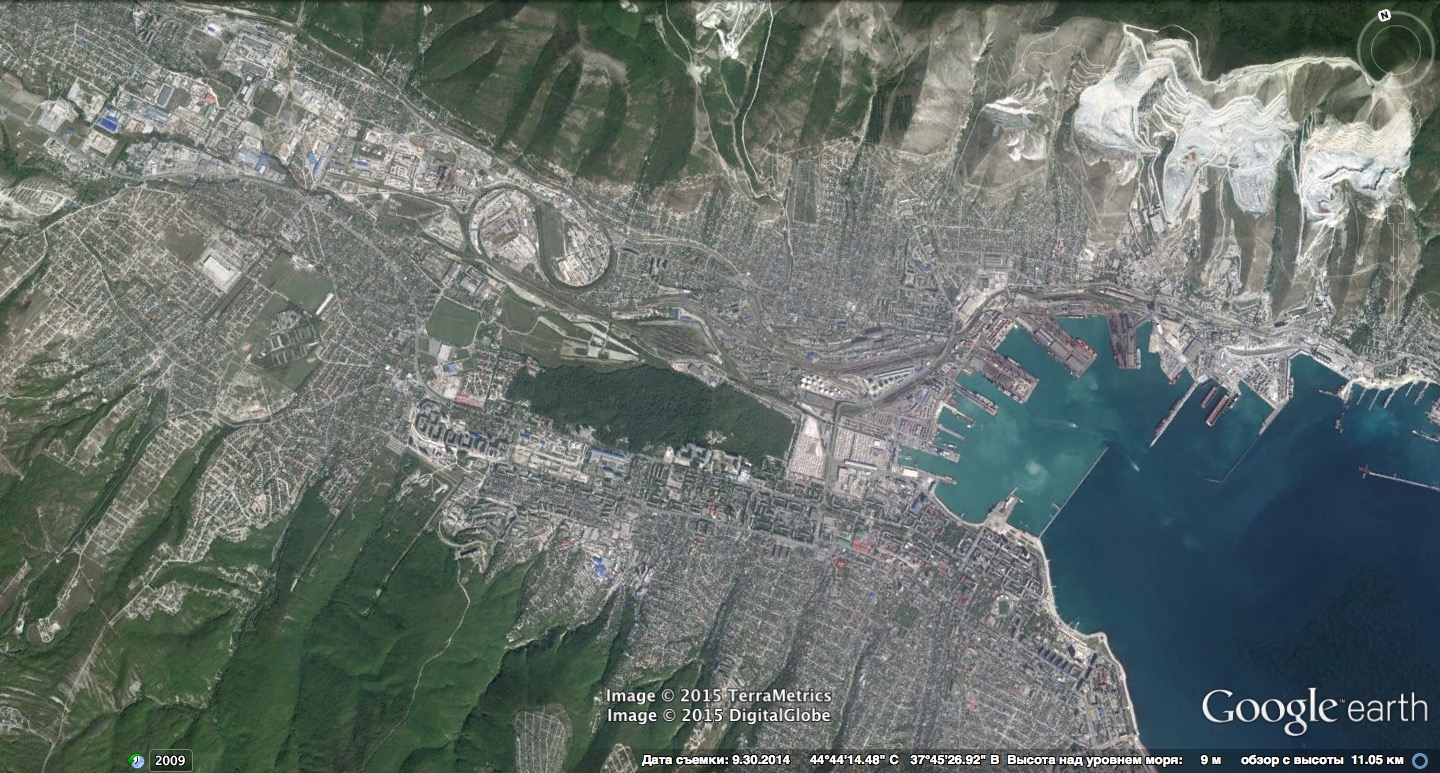 N
Image © 2015 TerraMetrics
Image © 2015 DigitalGlobe
Google™ earth
2009 Дата съемки: 9.30.2014 44°44'14.48" С 37°45'26.92" В Высота над уровнем моря: 9 м обзор с высоты 11.05 км